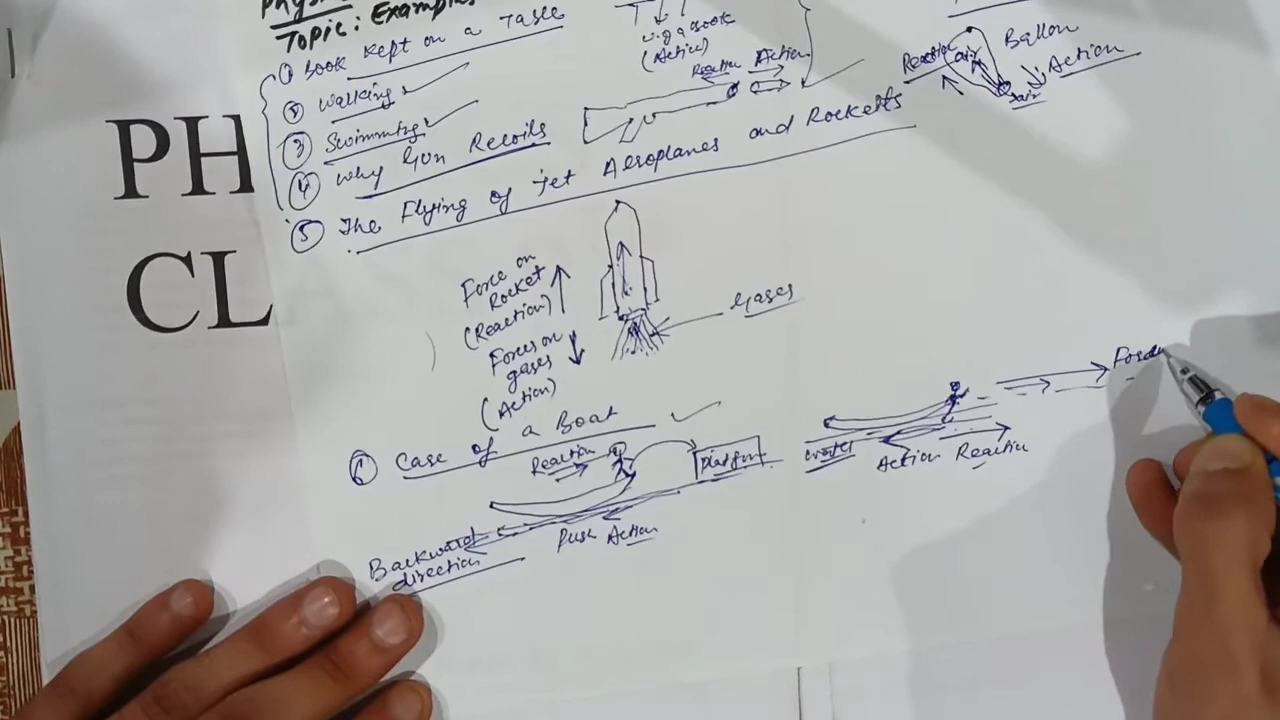 Topic: Examples
① Book kept on a Table
② Walking
③ Swimming
④ Why Gun Recoils
⑤ The Flying of jet Aeroplanes and Rockets
(Action)
Reaction
Action
Reaction
air
Ballon
Action
air
Force on
Rocket
(Reaction)
Forces on
gases
(Action)
Gases
⑥ Case of a Boat
Reaction
platform
Push Action
Backward
direction
water
Action Reaction
PH
CL